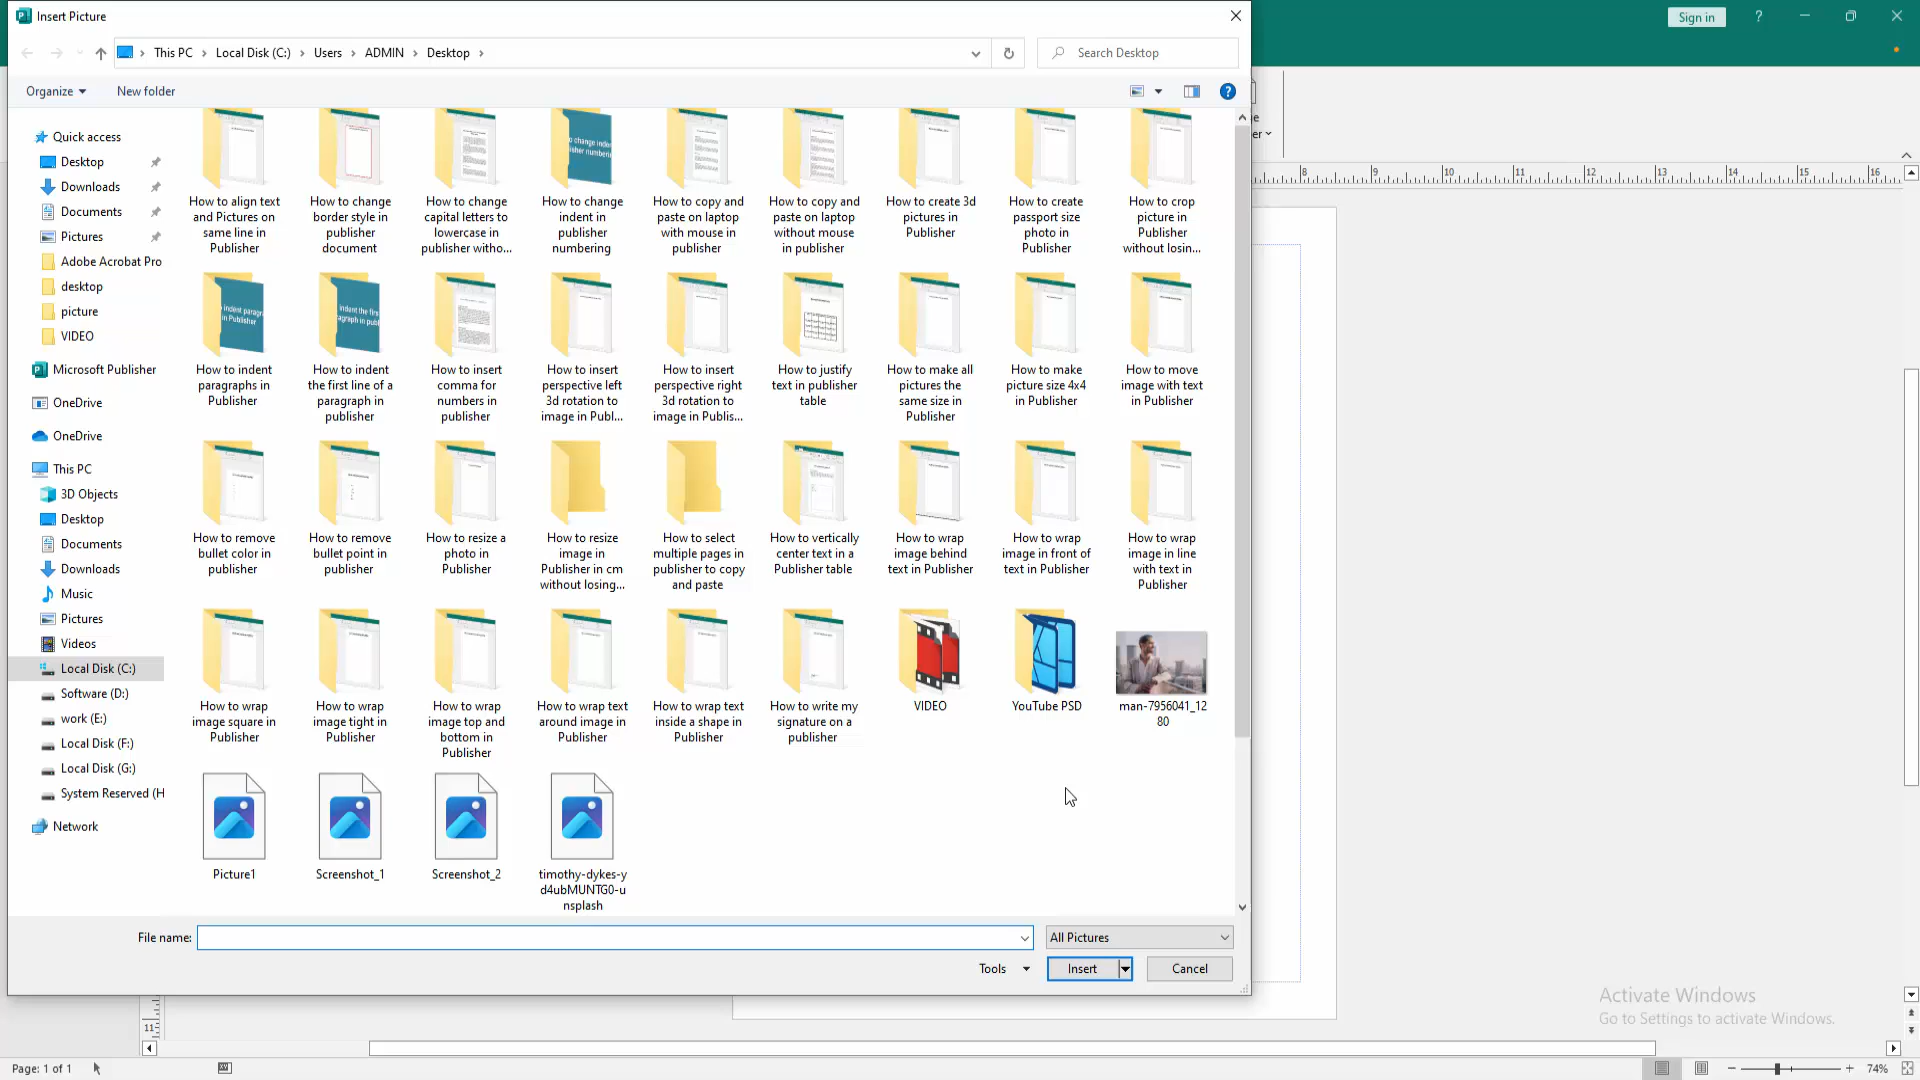 Insert Picture
Sign in
This PC > Local Disk (C:) > Users > ADMIN > Desktop >
Search Desktop
Organize
New folder
Quick access
Desktop
Downloads
Documents
Pictures
Adobe Acrobat Pro
desktop
picture
VIDEO
Microsoft Publisher
OneDrive
OneDrive
This PC
3D Objects
Desktop
Documents
Downloads
Music
Pictures
Videos
Local Disk (C:)
Software (D:)
work (E:)
Local Disk (F:)
Local Disk (G:)
System Reserved (H
Network
How to align text
and Pictures on
same line in
Publisher
How to change
border style in
publisher
document
How to change
capital letters to
lowercase in
publisher witho...
How to change
indent in
publisher
numbering
How to copy and
paste on laptop
with mouse in
publisher
How to copy and
paste on laptop
without mouse
in publisher
How to create 3d
pictures in
Publisher
How to create
passport size
photo in
Publisher
How to crop
picture in
Publisher
without losin...
How to indent
paragraphs in
Publisher
How to indent
the first line of a
paragraph in
publisher
How to insert
comma for
numbers in
publisher
How to insert
perspective left
3d rotation to
image in Publ...
How to insert
perspective right
3d rotation to
image in Publis...
How to justify
text in publisher
table
How to make all
pictures the
same size in
Publisher
How to make
picture size 4x4
in Publisher
How to move
image with text
in Publisher
How to remove
bullet color in
publisher
How to remove
bullet point in
publisher
How to resize a
photo in
Publisher
How to resize
image in
Publisher in cm
without losing...
How to select
multiple pages in
publisher to copy
and paste
How to vertically
center text in a
Publisher table
How to wrap
image behind
text in Publisher
How to wrap
image in front of
text in Publisher
How to wrap
image in line
with text in
Publisher
How to wrap
image square in
Publisher
How to wrap
image tight in
Publisher
How to wrap
image top and
bottom in
Publisher
How to wrap text
around image in
Publisher
How to wrap text
inside a shape in
Publisher
How to write my
signature on a
publisher
VIDEO
YouTube PSD
man-7956041_12
80
Picture1
Screenshot_1
Screenshot_2
timothy-dykes-y
d4ubMUNTG0-u
nsplash
File name:
All Pictures
Tools
Insert
Cancel
8 9 10 11 12 13 14 15 16
11
Activate Windows
Go to Settings to activate Windows.
Page: 1 of 1
74%